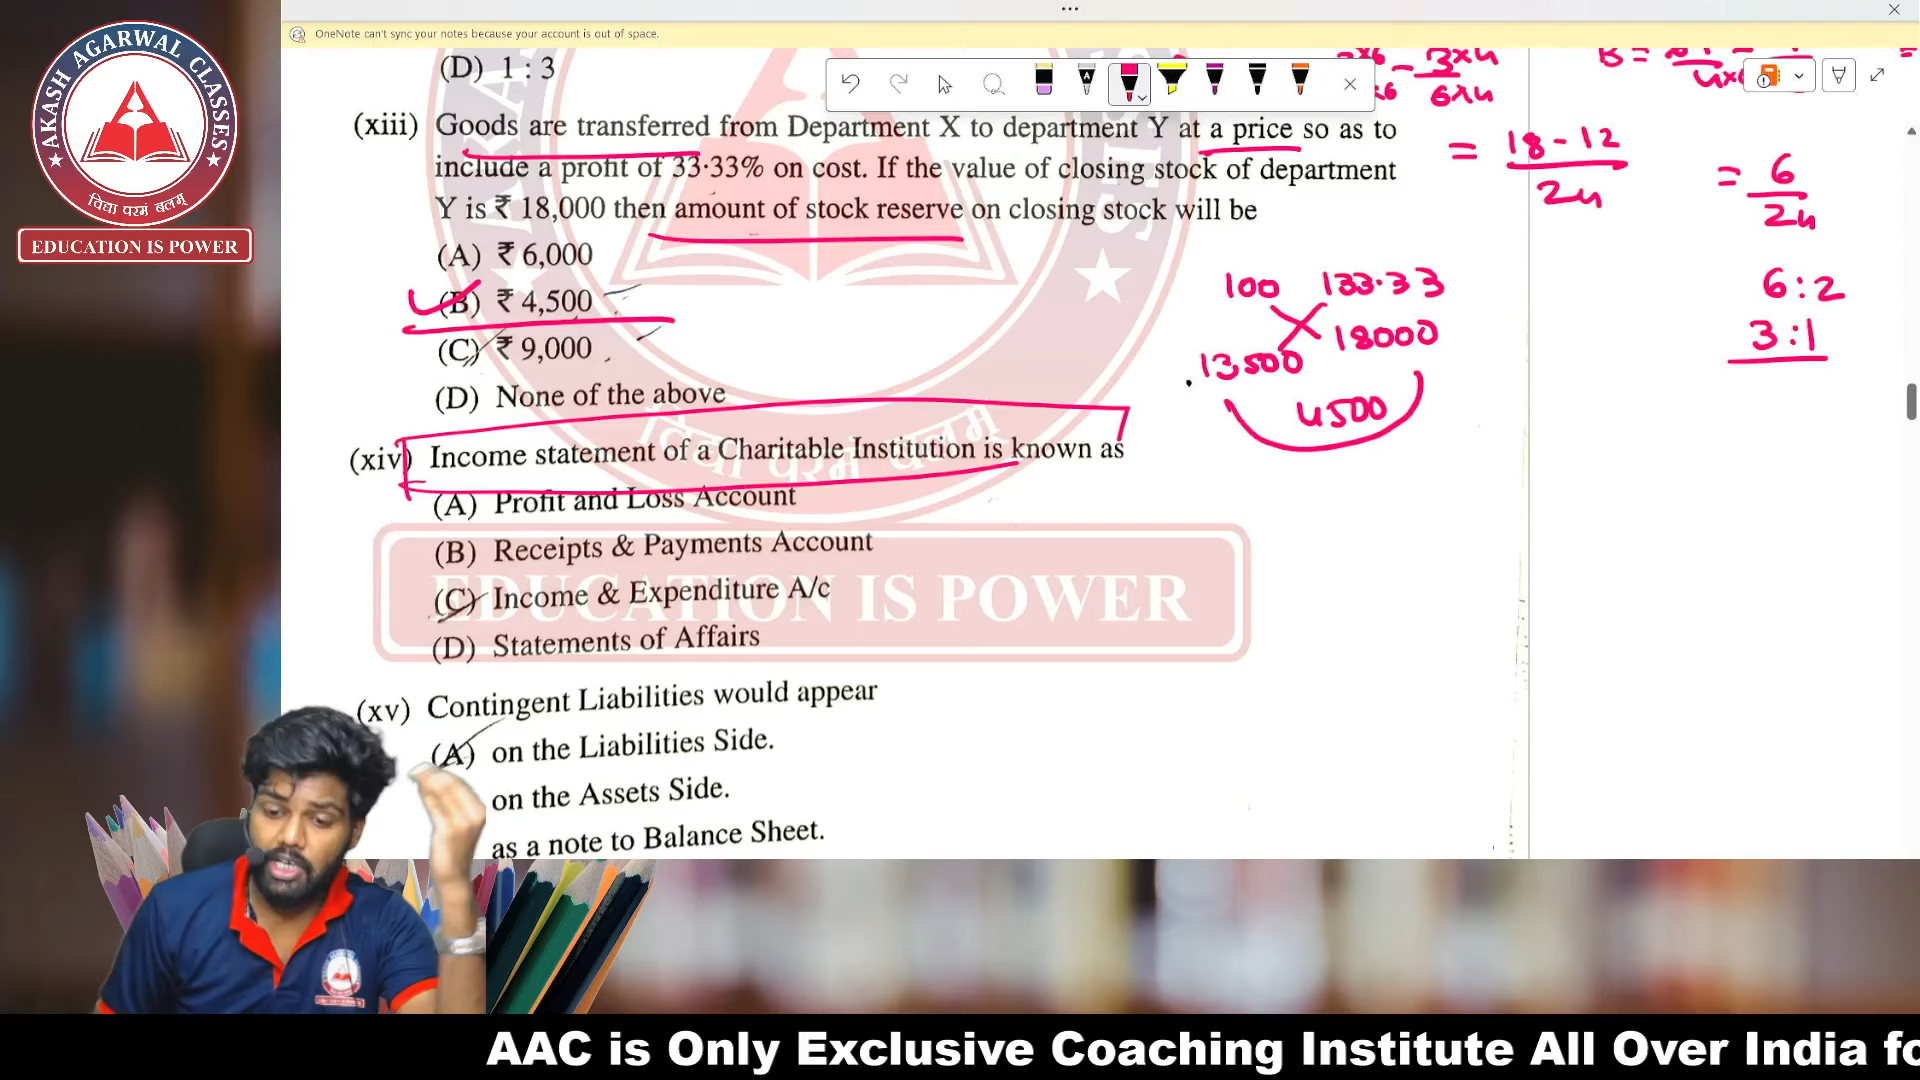 AKASH AGARWAL CLASSES
विद्या परमं बलम्
EDUCATION IS POWER
OneNote can't sync your notes because your account is out of space.
(D) 1 : 3
(xiii) Goods are transferred from Department X to department Y at a price so as to
include a profit of 33·33% on cost. If the value of closing stock of department
Y is ₹ 18,000 then amount of stock reserve on closing stock will be
(A) ₹ 6,000
(B) ₹ 4,500
(C) ₹ 9,000
(D) None of the above
(xiv) Income statement of a Charitable Institution is known as
(A) Profit and Loss Account
(B) Receipts & Payments Account
(C) Income & Expenditure A/c
(D) Statements of Affairs
(xv) Contingent Liabilities would appear
(A) on the Liabilities Side.
on the Assets Side.
as a note to Balance Sheet.
= 18 - 12
24
= 6
24
6 : 2
3 : 1
100 133·33
13,500 18000
4500
विद्या परमं बलम्
EDUCATION IS POWER
AAC is Only Exclusive Coaching Institute All Over India fo